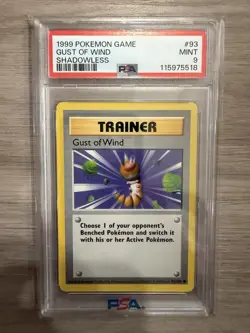 1999 POKEMON GAME #93
GUST OF WIND MINT
SHADOWLESS PSA 9
115975518
TRAINER
Gust of Wind
Choose 1 of your opponent's
Benched Pokémon and switch it
with his or her Active Pokémon.
PSA